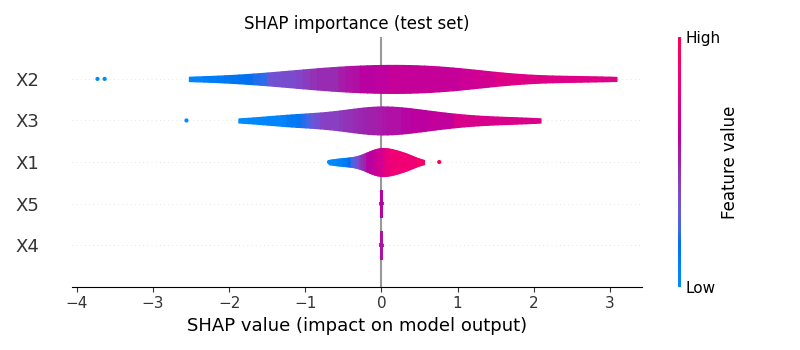 SHAP importance (test set)
High
X2
X3
X1
X5
X4
Feature value
Low
−4 −3 −2 −1 0 1 2 3
SHAP value (impact on model output)